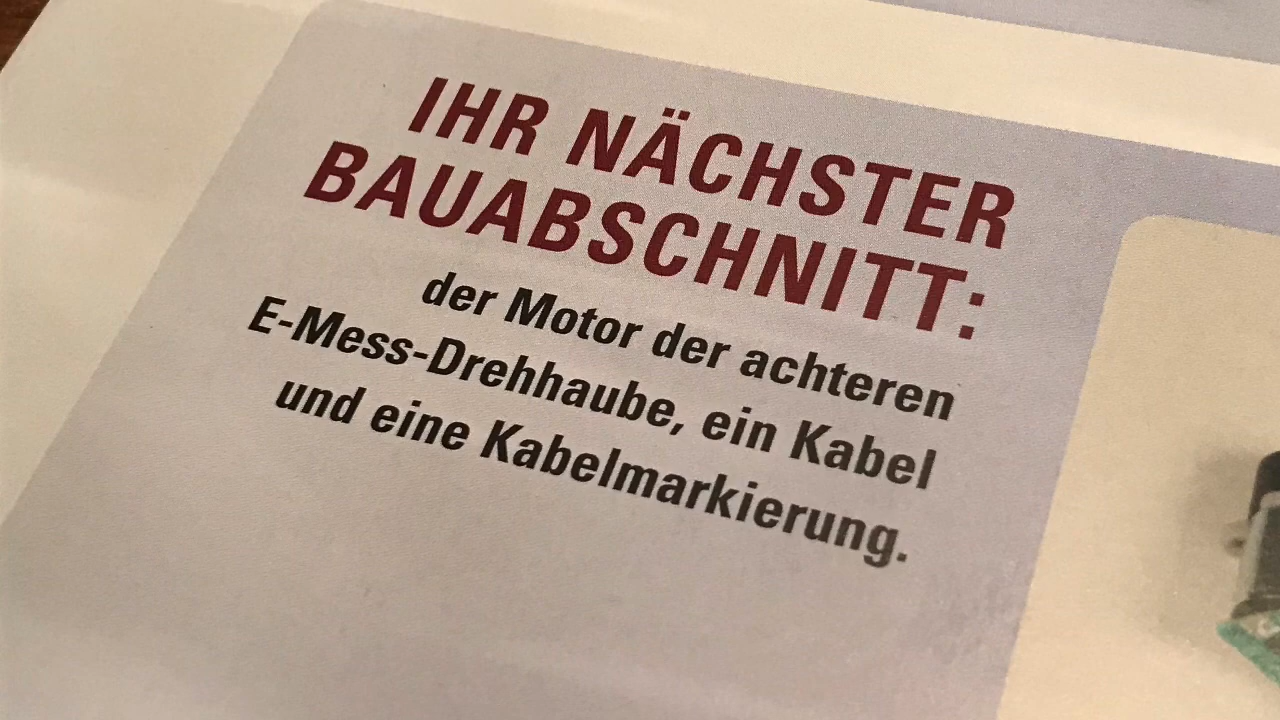 IHR NÄCHSTER
BAUABSCHNITT:
der Motor der achteren
E-Mess-Drehhaube, ein Kabel
und eine Kabelmarkierung.